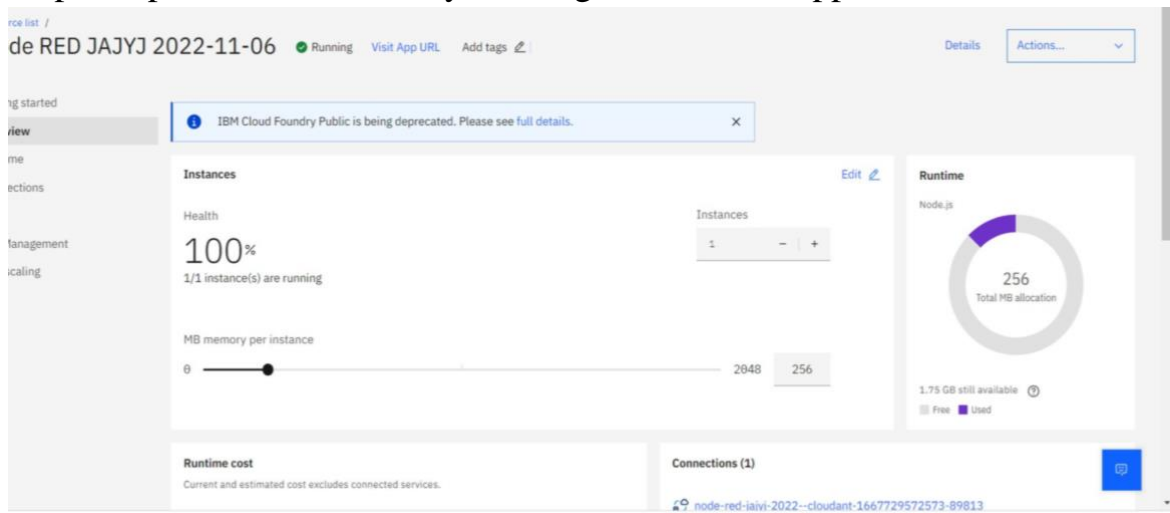 rce list /
de RED JAJYJ 2022-11-06 Running Visit App URL Add tags
Details Actions...
ng started
view
me
ections
Management
scaling
IBM Cloud Foundry Public is being deprecated. Please see full details.
Instances Edit
Health
100%
1/1 instance(s) are running
Instances
1 - +
MB memory per instance
0 2048 256
Runtime
Node.js
256
Total MB allocation
1.75 GB still available
Free Used
Runtime cost
Current and estimated cost excludes connected services.
Connections (1)
node-red-jajyj-2022--cloudant-1667729572573-89813